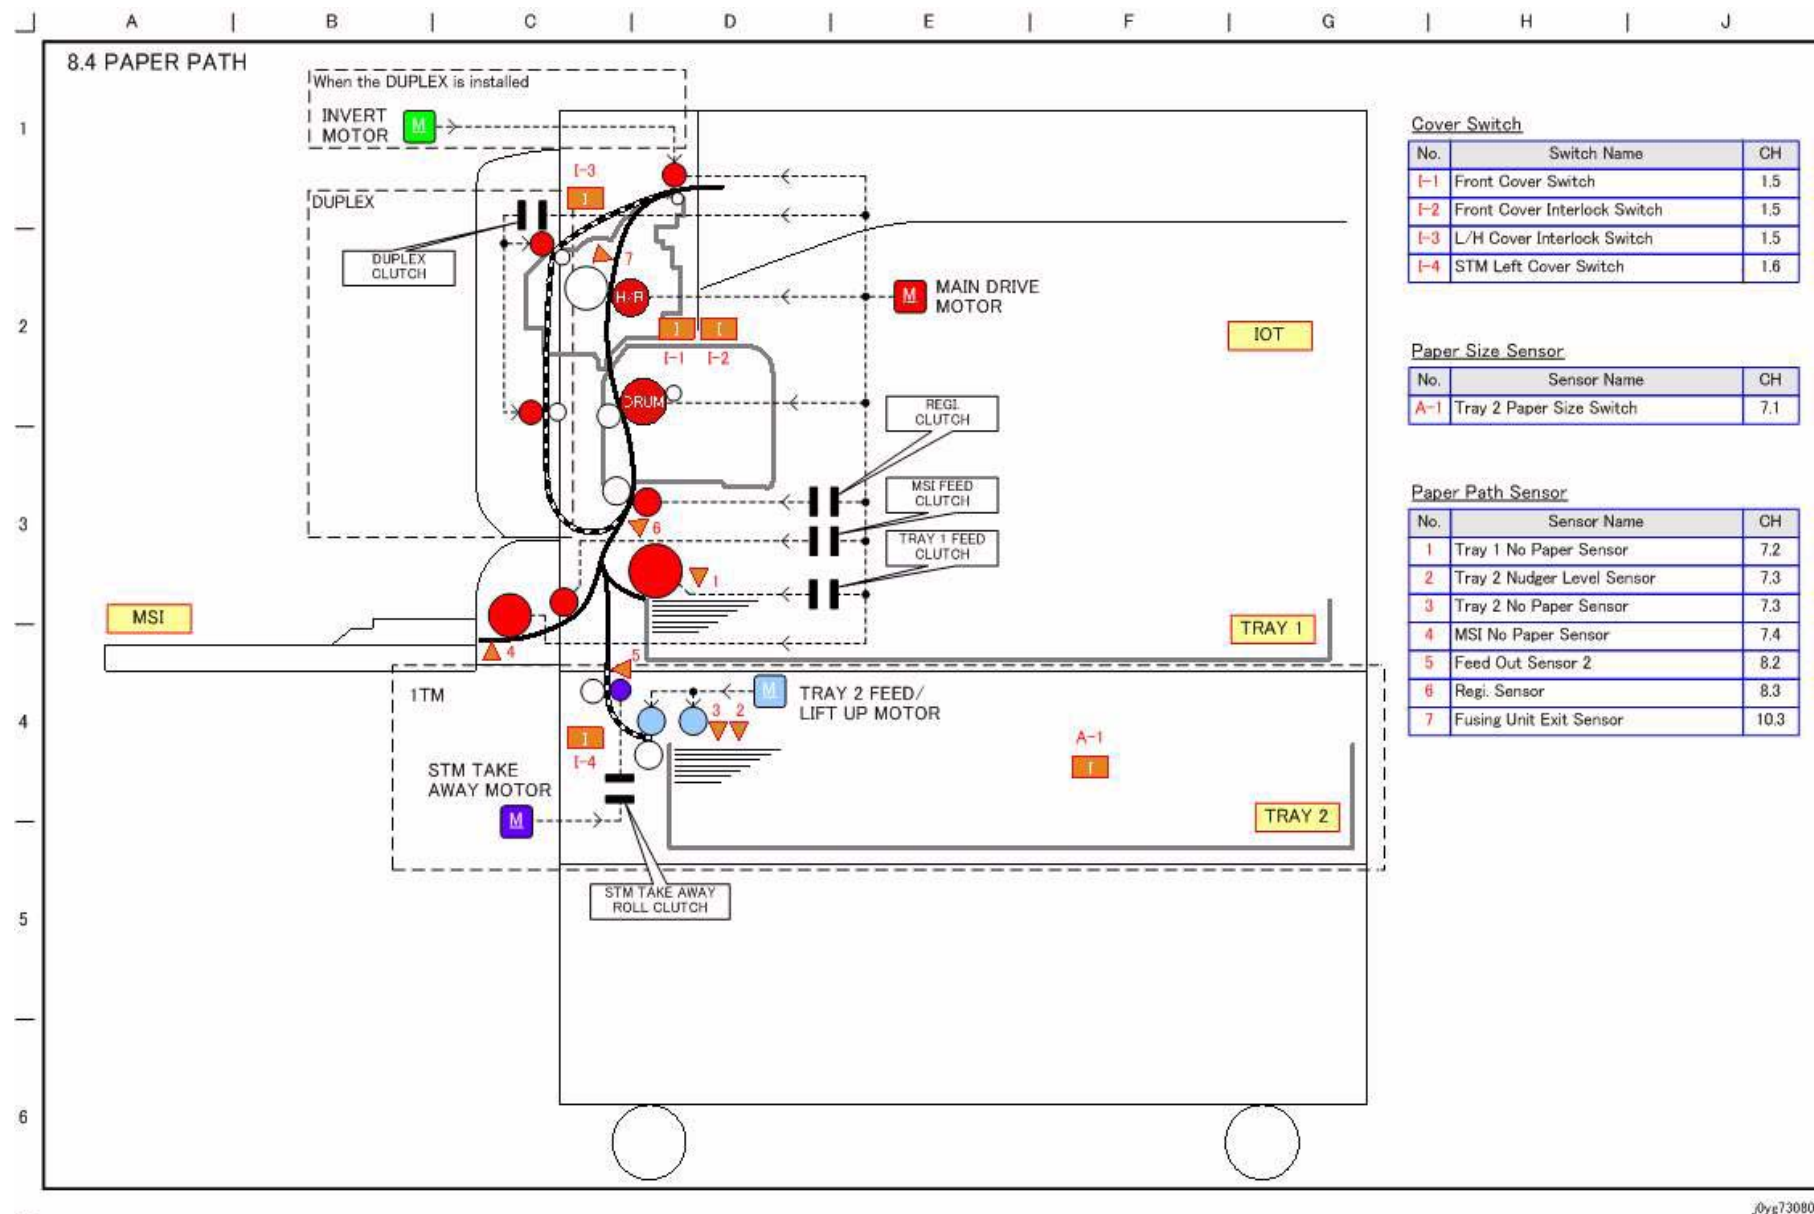 A B C D E F G H J
8.4 PAPER PATH
When the DUPLEX is installed
INVERT
MOTOR
M
1
I-3
I
DUPLEX
DUPLEX
CLUTCH
7
H/R
M
MAIN DRIVE
MOTOR
2
I I
I-1 I-2
IOT
DRUM
REGI.
CLUTCH
MSI FEED
CLUTCH
3
6
TRAY 1 FEED
CLUTCH
1
MSI
TRAY 1
4
5
1TM
M
TRAY 2 FEED/
LIFT UP MOTOR
4
3 2
I
I-4
A-1
I
STM TAKE
AWAY MOTOR
M
TRAY 2
STM TAKE AWAY
ROLL CLUTCH
5
6
Cover Switch
No. Switch Name CH
I-1 Front Cover Switch 1.5
I-2 Front Cover Interlock Switch 1.5
I-3 L/H Cover Interlock Switch 1.5
I-4 STM Left Cover Switch 1.6
Paper Size Sensor
No. Sensor Name CH
A-1 Tray 2 Paper Size Switch 7.1
Paper Path Sensor
No. Sensor Name CH
1 Tray 1 No Paper Sensor 7.2
2 Tray 2 Nudger Level Sensor 7.3
3 Tray 2 No Paper Sensor 7.3
4 MSI No Paper Sensor 7.4
5 Feed Out Sensor 2 8.2
6 Regi. Sensor 8.3
7 Fusing Unit Exit Sensor 10.3
j0yg73080